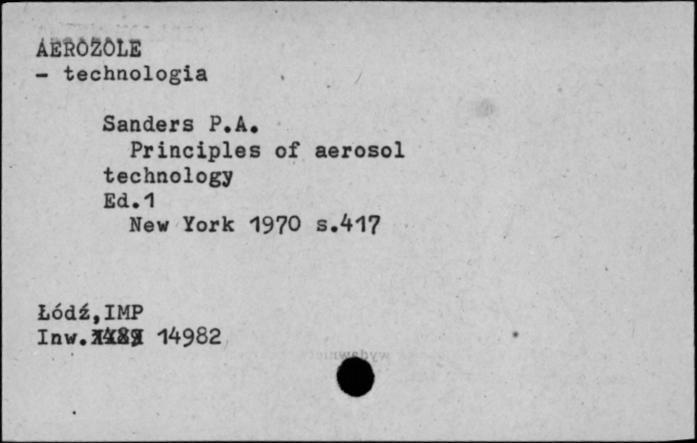 AEROZOLE
- technologia
Sanders P.A.
Principles of aerosol
technology
Ed.1
New York 1970 s.417
Łódź,IMP
Inw. 14982